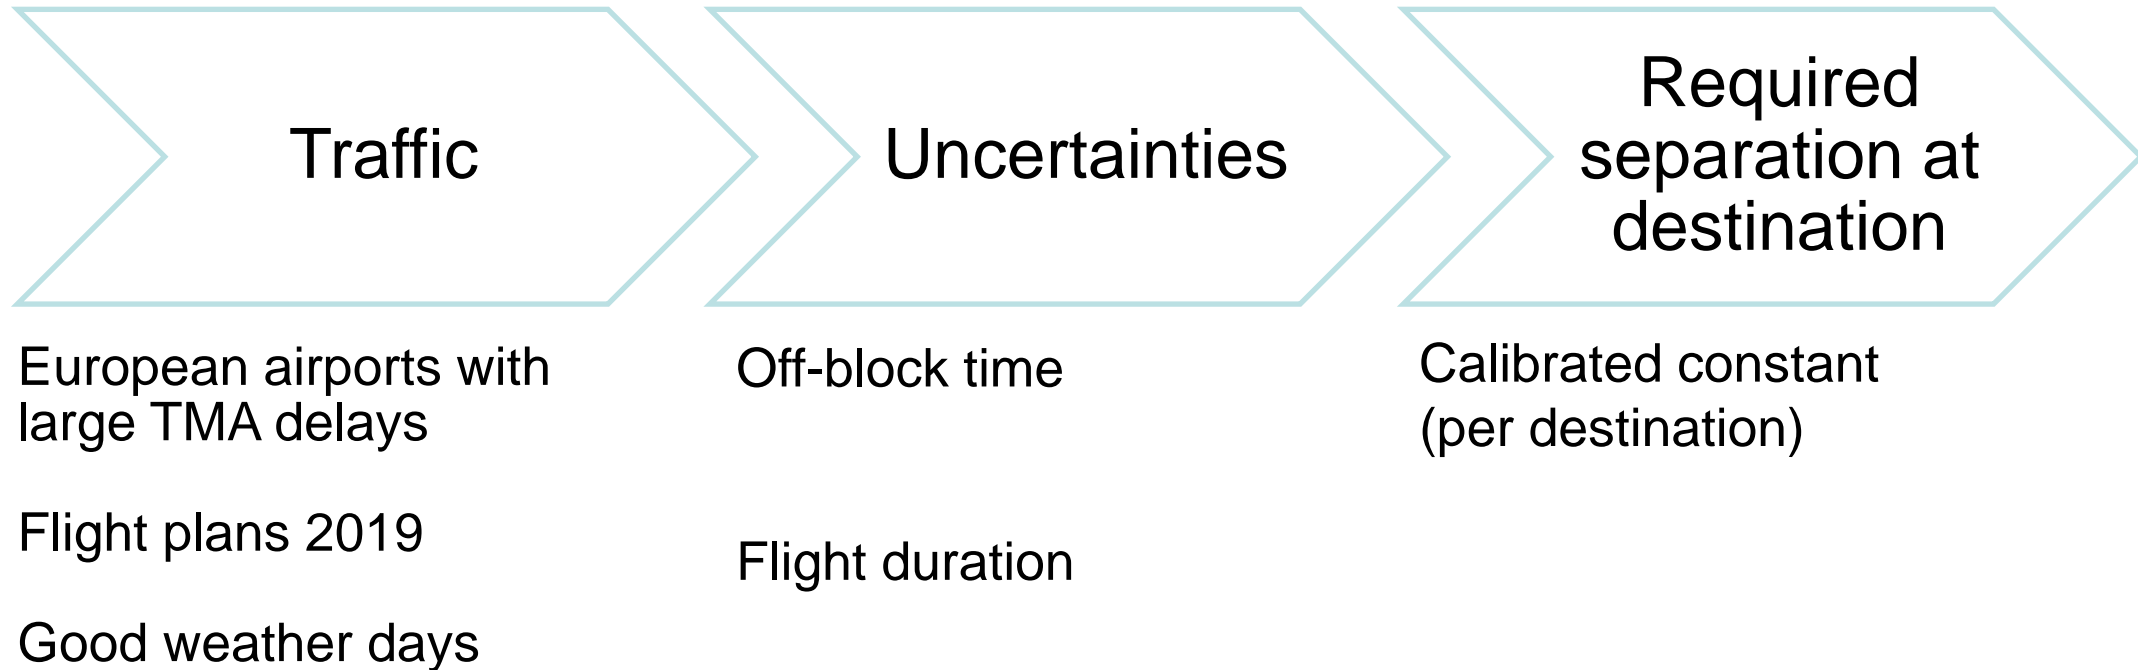 Traffic
European airports with
large TMA delays
Flight plans 2019
Good weather days
Uncertainties
Off-block time
Flight duration
Required
separation at
destination
Calibrated constant
(per destination)